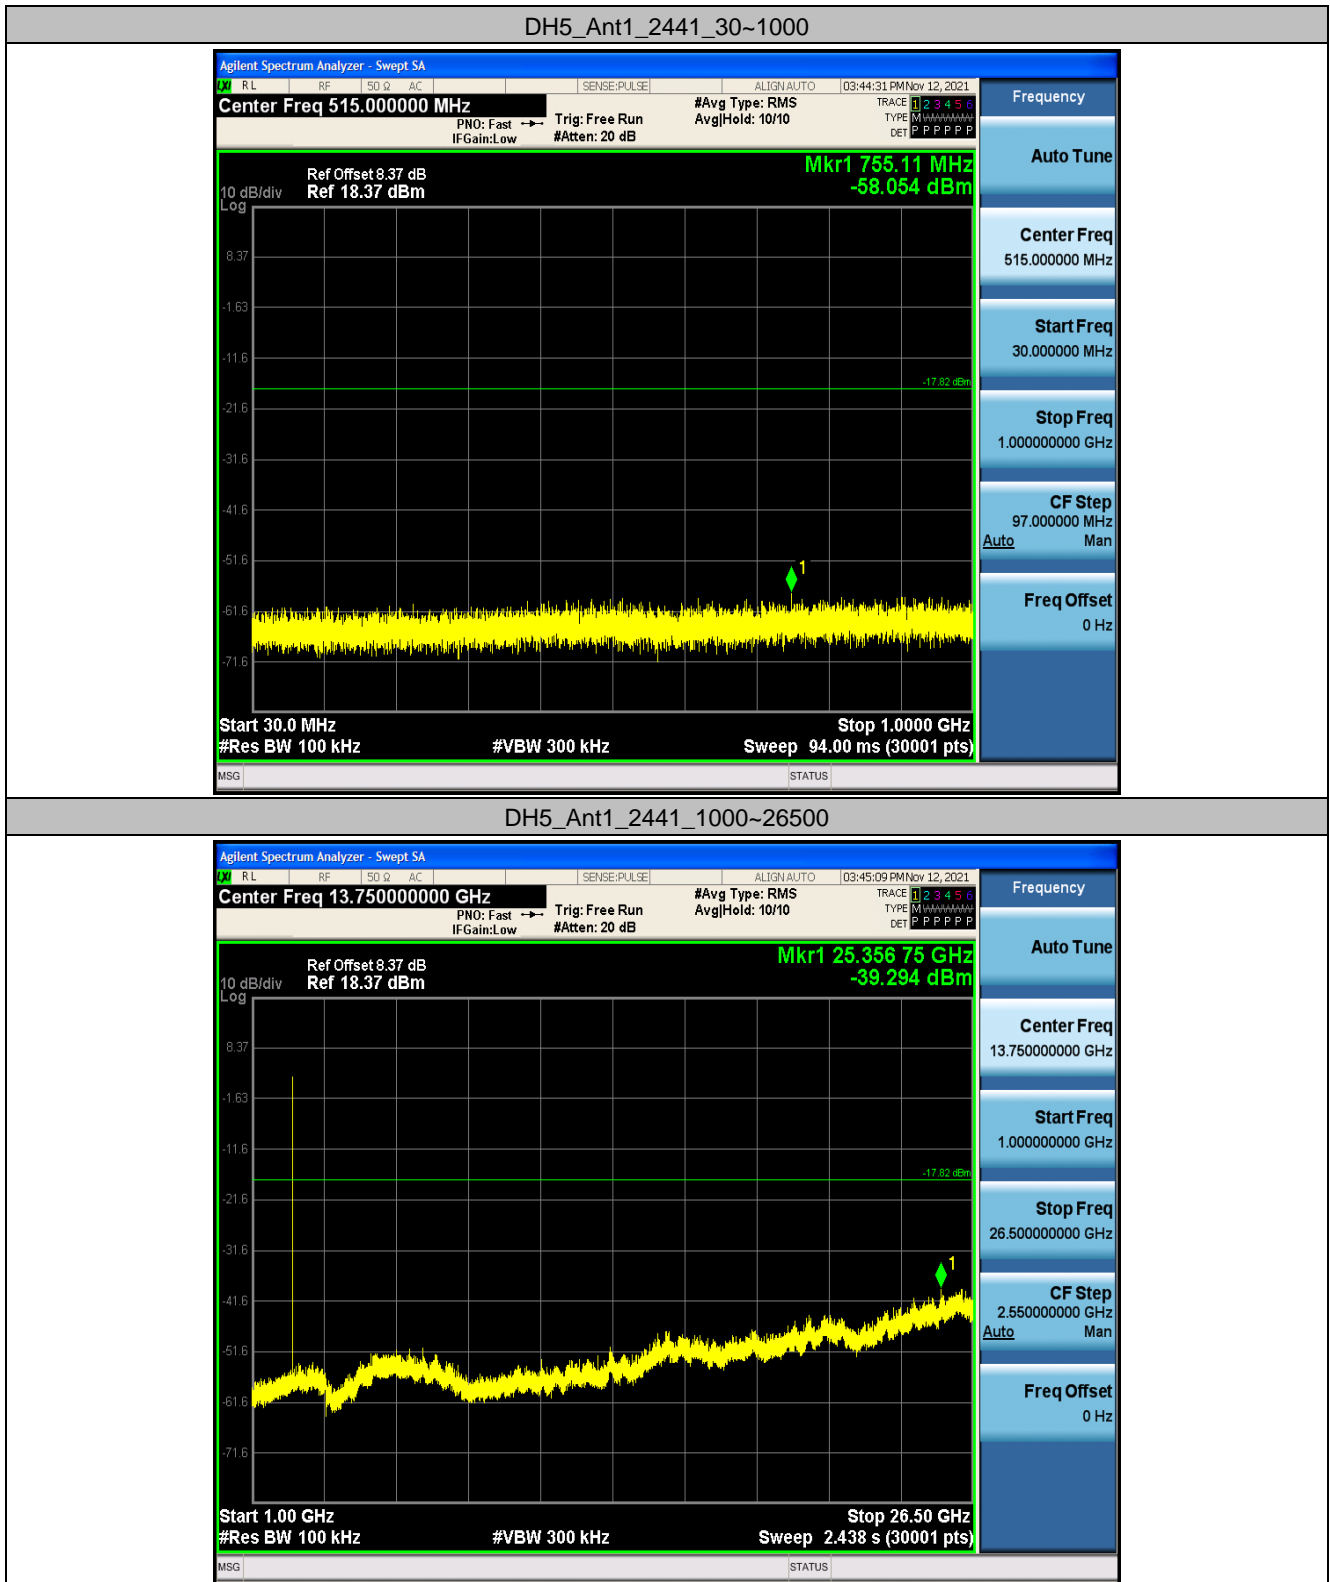 DH5_Ant1_2441_30~1000
Agilent Spectrum Analyzer - Swept SA
LXI RL RF 50 Ω AC SENSE:PULSE ALIGN AUTO 03:44:31 PM Nov 12, 2021
Center Freq 515.000000 MHz
PNO: Fast
IFGain:Low
Trig: Free Run
#Atten: 20 dB
#Avg Type: RMS
Avg|Hold: 10/10
TRACE 1 2 3 4 5 6
TYPE M
DET P P P P P P
Mkr1 755.11 MHz
-58.054 dBm
Ref Offset 8.37 dB
10 dB/div Ref 18.37 dBm
Log
8.37
-1.63
-11.6
-17.82 dBm
-21.6
-31.6
-41.6
-51.6
1
-61.6
-71.6
Start 30.0 MHz Stop 1.0000 GHz
#Res BW 100 kHz #VBW 300 kHz Sweep 94.00 ms (30001 pts)
MSG STATUS
Frequency
Auto Tune
Center Freq
515.000000 MHz
Start Freq
30.000000 MHz
Stop Freq
1.000000000 GHz
CF Step
97.000000 MHz
Auto Man
Freq Offset
0 Hz
DH5_Ant1_2441_1000~26500
Agilent Spectrum Analyzer - Swept SA
LXI RL RF 50 Ω AC SENSE:PULSE ALIGN AUTO 03:45:09 PM Nov 12, 2021
Center Freq 13.750000000 GHz
PNO: Fast
IFGain:Low
Trig: Free Run
#Atten: 20 dB
#Avg Type: RMS
Avg|Hold: 10/10
TRACE 1 2 3 4 5 6
TYPE M
DET P P P P P P
Mkr1 25.356 75 GHz
-39.294 dBm
Ref Offset 8.37 dB
10 dB/div Ref 18.37 dBm
Log
8.37
-1.63
-11.6
-17.82 dBm
-21.6
-31.6
1
-41.6
-51.6
-61.6
-71.6
Start 1.00 GHz Stop 26.50 GHz
#Res BW 100 kHz #VBW 300 kHz Sweep 2.438 s (30001 pts)
MSG STATUS
Frequency
Auto Tune
Center Freq
13.750000000 GHz
Start Freq
1.000000000 GHz
Stop Freq
26.500000000 GHz
CF Step
2.550000000 GHz
Auto Man
Freq Offset
0 Hz